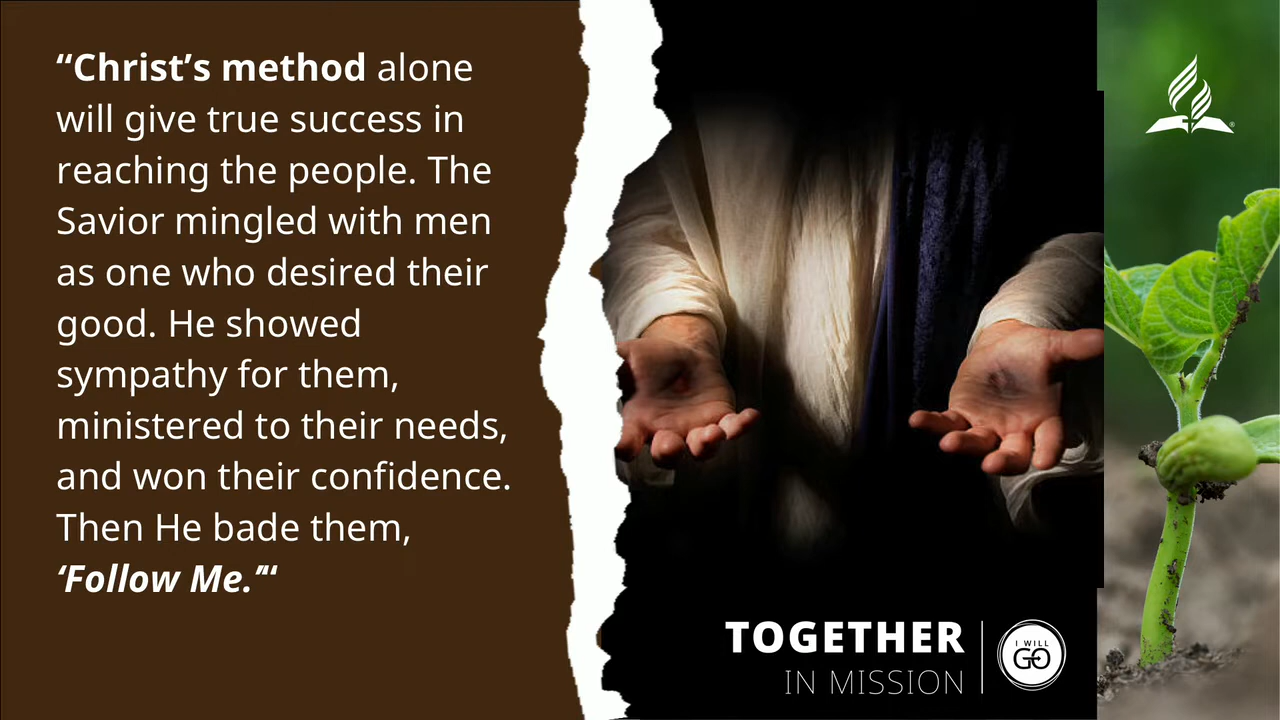 “Christ’s method alone
will give true success in
reaching the people. The
Savior mingled with men
as one who desired their
good. He showed
sympathy for them,
ministered to their needs,
and won their confidence.
Then He bade them,
‘Follow Me.’“
TOGETHER
IN MISSION
I WILL
GO
®